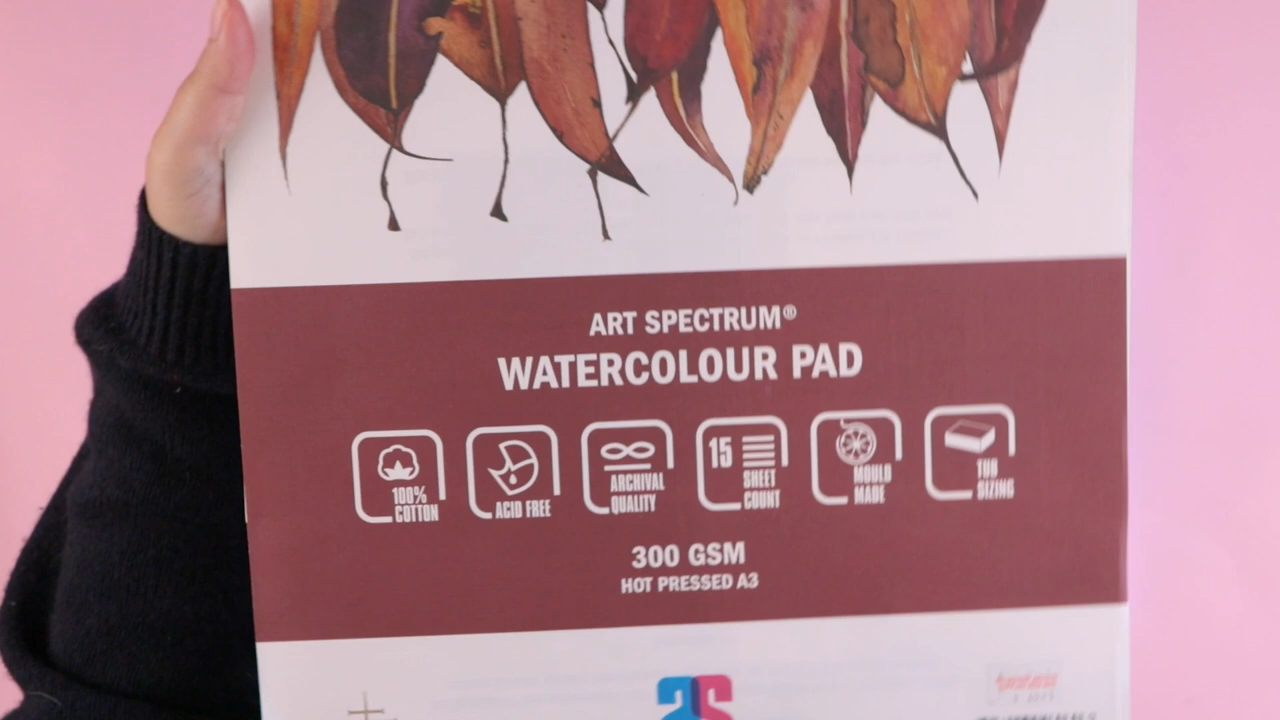 ART SPECTRUM®
WATERCOLOUR PAD
100%
COTTON
ACID FREE
ARCHIVAL
QUALITY
15
SHEET
COUNT
MOULD
MADE
TUB
SIZING
300 GSM
HOT PRESSED A3